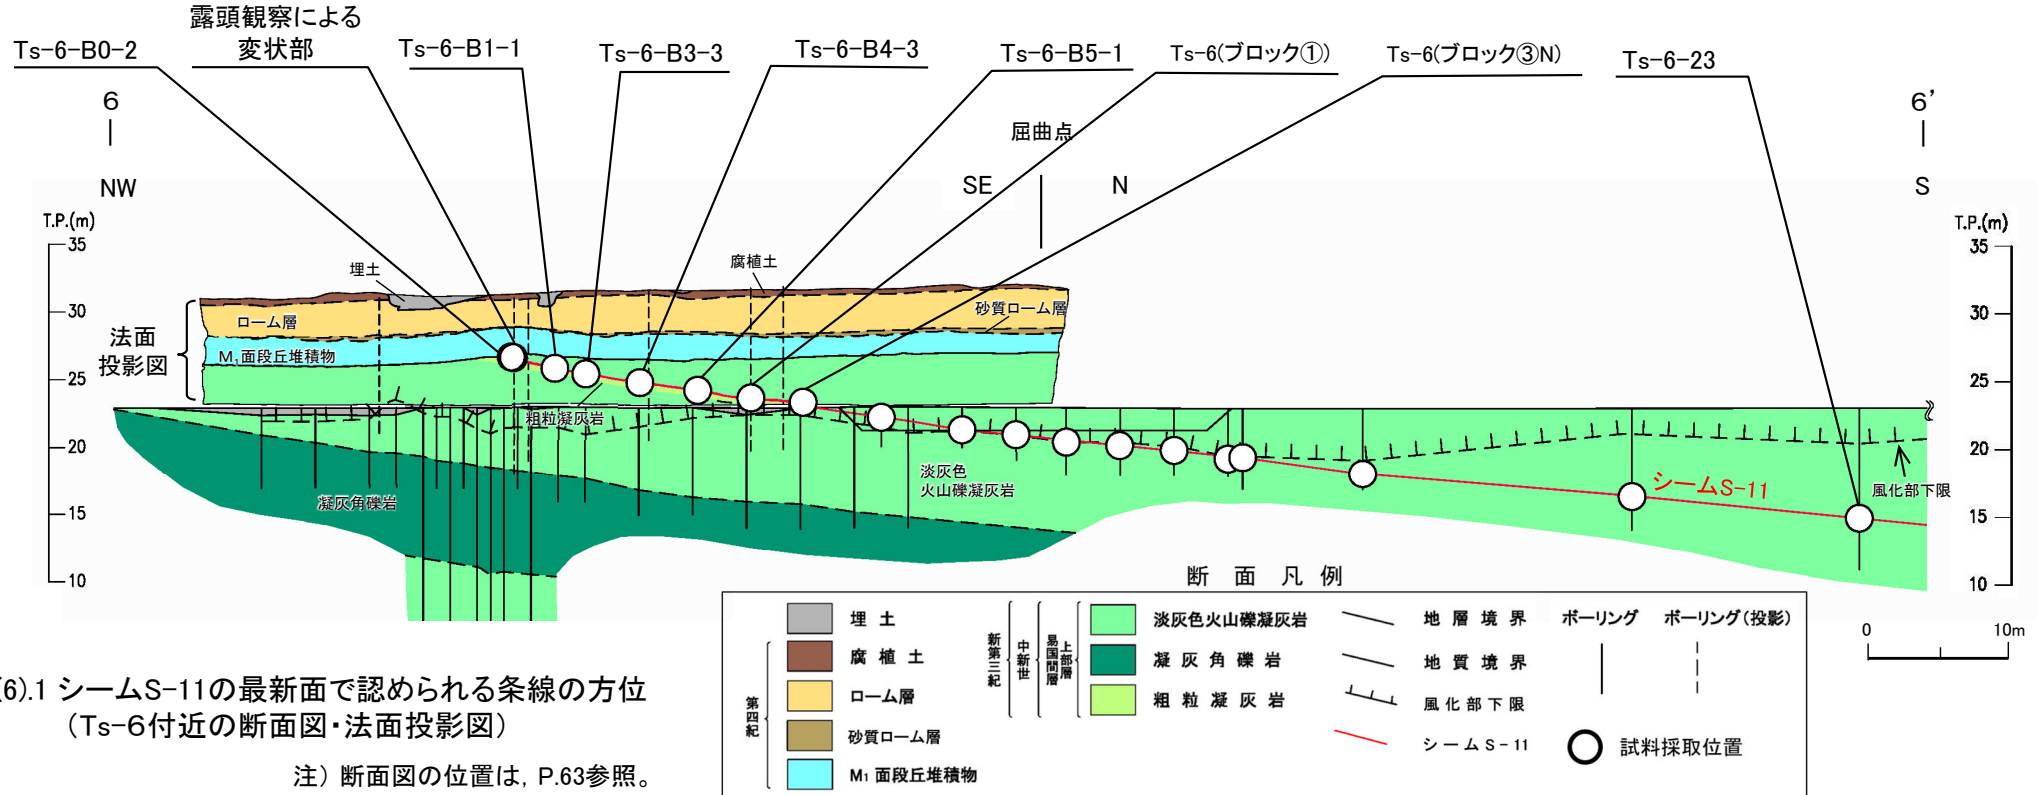 露頭観察による
変状部
Ts-6-B0-2
Ts-6-B1-1
Ts-6-B3-3
Ts-6-B4-3
Ts-6-B5-1
Ts-6(ブロック①)
Ts-6(ブロック③N)
Ts-6-23
6
6'
屈曲点
NW
SE
N
S
T.P.(m)
T.P.(m)
35
30
25
20
15
10
35
30
25
20
15
10
埋土
腐植土
ローム層
砂質ローム層
法面
投影図
M₁面段丘堆積物
粗粒凝灰岩
淡灰色
火山礫凝灰岩
凝灰角礫岩
シームS-11
風化部下限
断面凡例
埋土
第四紀
腐植土
ローム層
砂質ローム層
M₁面段丘堆積物
新第三紀
中新世
易国間層
上部層
淡灰色火山礫凝灰岩
凝灰角礫岩
粗粒凝灰岩
地層境界
地質境界
風化部下限
シームS-11
ボーリング
ボーリング(投影)
試料採取位置
0
10m
(6).1 シームS-11の最新面で認められる条線の方位
(Ts-6付近の断面図・法面投影図)
注) 断面図の位置は, P.63参照。